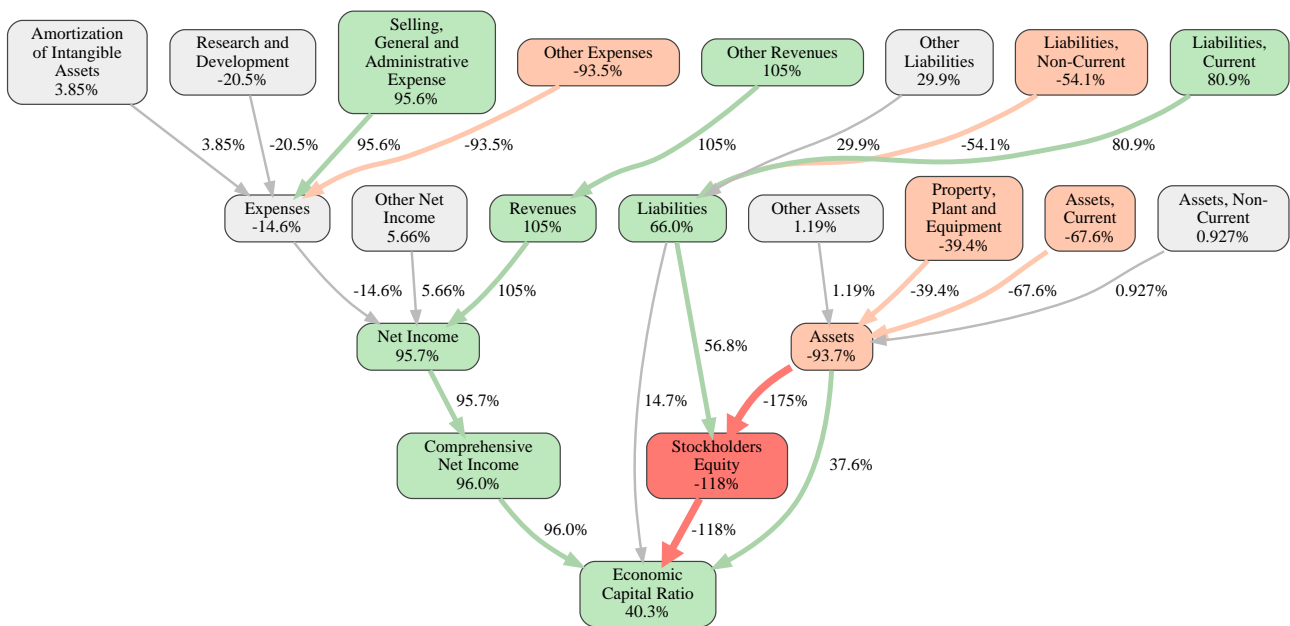 Amortization
of Intangible
Assets
3.85%
Research and
Development
-20.5%
Selling,
General and
Administrative
Expense
95.6%
Other Expenses
-93.5%
Other Revenues
105%
Other
Liabilities
29.9%
Liabilities,
Non-Current
-54.1%
Liabilities,
Current
80.9%
3.85%
-20.5%
95.6%
-93.5%
105%
29.9%
-54.1%
80.9%
Expenses
-14.6%
Other Net
Income
5.66%
Revenues
105%
Liabilities
66.0%
Other Assets
1.19%
Property,
Plant and
Equipment
-39.4%
Assets,
Current
-67.6%
Assets, Non-
Current
0.927%
-14.6%
5.66%
105%
1.19%
-39.4%
-67.6%
0.927%
Net Income
95.7%
56.8%
Assets
-93.7%
95.7%
14.7%
-175%
Comprehensive
Net Income
96.0%
Stockholders
Equity
-118%
37.6%
96.0%
-118%
Economic
Capital Ratio
40.3%